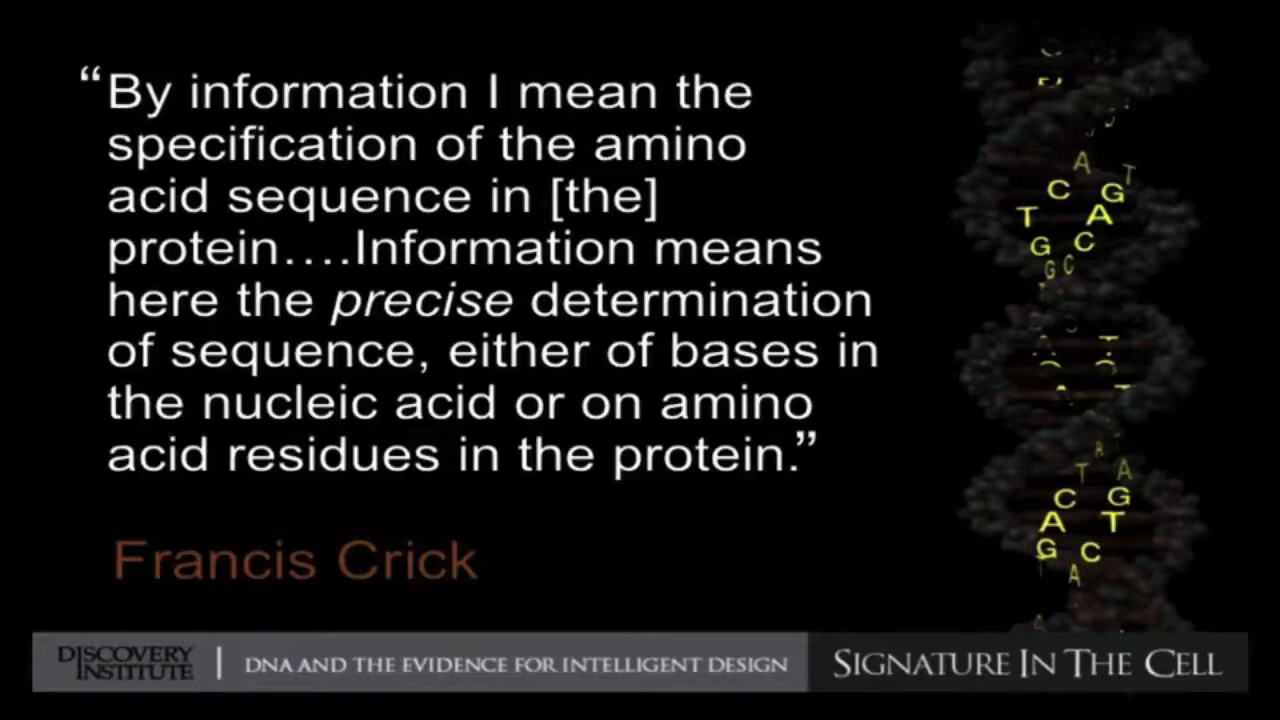 “By information I mean the
specification of the amino
acid sequence in [the]
protein….Information means
here the precise determination
of sequence, either of bases in
the nucleic acid or on amino
acid residues in the protein.”
Francis Crick
A T
C G
T A
G C
G C
T
T
A
T A
C G
A T
G C
A
DISCOVERY
INSTITUTE
DNA AND THE EVIDENCE FOR INTELLIGENT DESIGN
SIGNATURE IN THE CELL